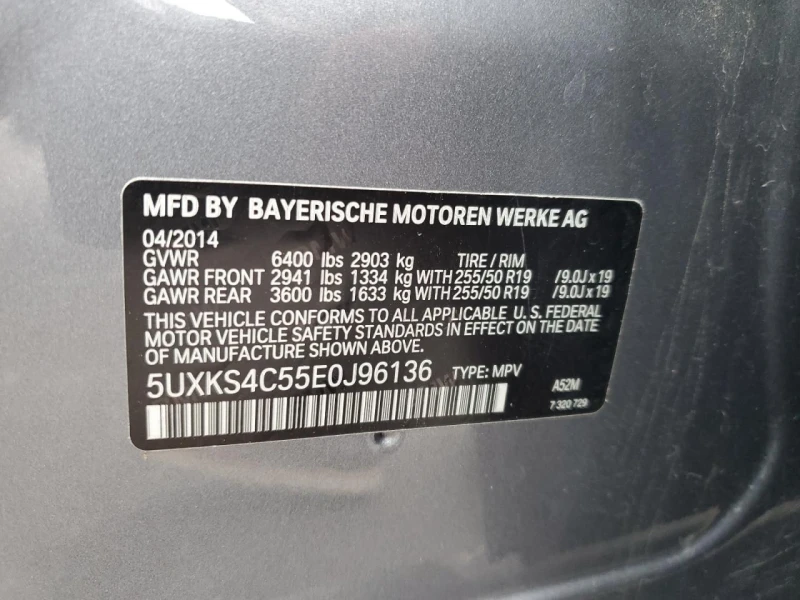 MFD BY BAYERISCHE MOTOREN WERKE AG
04/2014
GVWR 6400 lbs 2903 kg TIRE / RIM
GAWR FRONT 2941 lbs 1334 kg WITH 255/50 R19 /9.0J x 19
GAWR REAR 3600 lbs 1633 kg WITH 255/50 R19 /9.0J x 19
THIS VEHICLE CONFORMS TO ALL APPLICABLE U. S. FEDERAL
MOTOR VEHICLE SAFETY STANDARDS IN EFFECT ON THE DATE
OF MANUFACTURE SHOWN ABOVE.
5UXKS4C55E0J96136 TYPE: MPV A52M
7 320 729